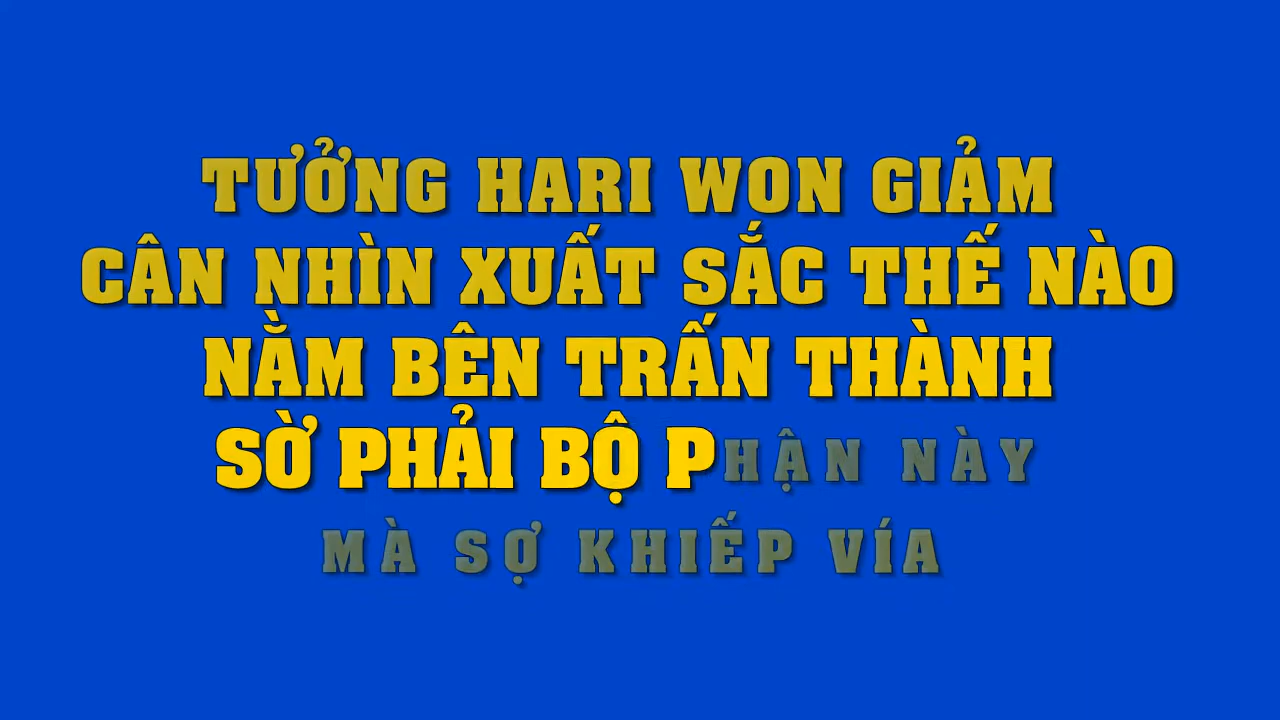 TƯỞNG HARI WON GIẢM
CÂN NHÌN XUẤT SẮC THẾ NÀO
NẰM BÊN TRẤN THÀNH
SỜ PHẢI BỘ PHẬN NÀY
MÀ SỢ KHIẾP VÍA